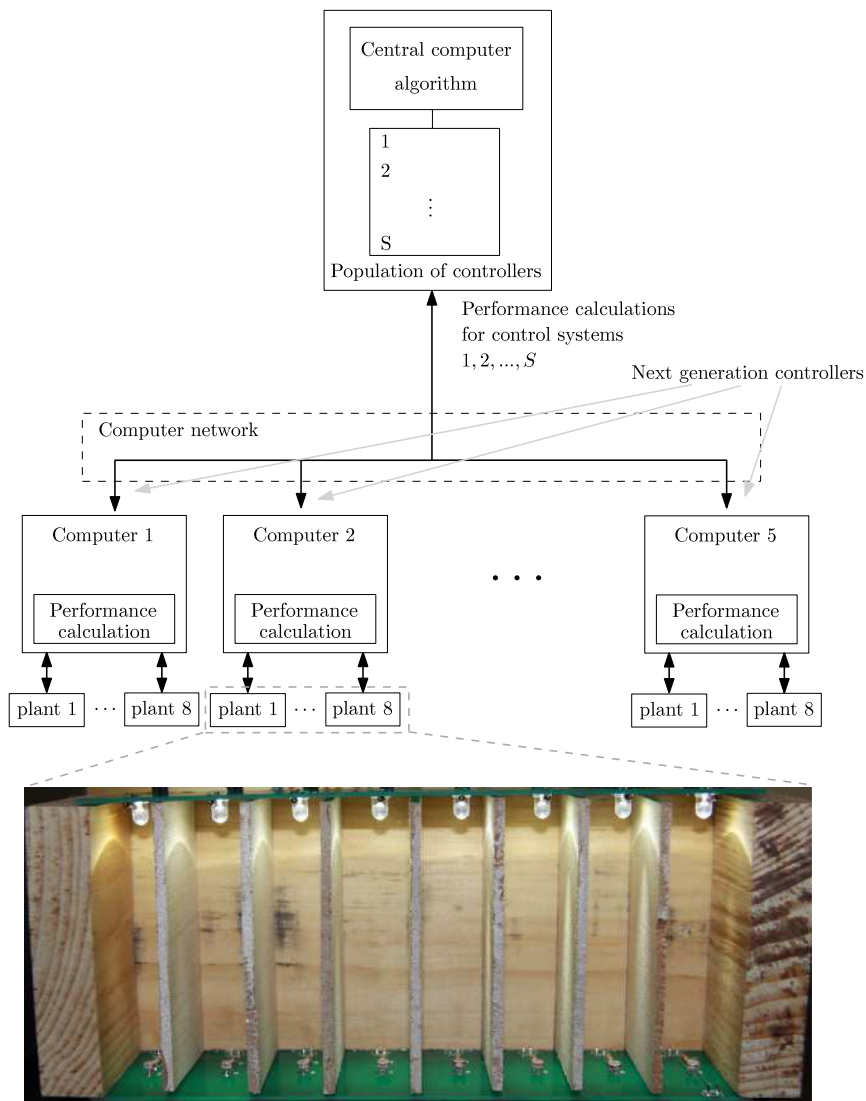 Central computer
algorithm
1
2
⋮
S
Population of controllers
Performance calculations
for control systems
1, 2, ..., S
Next generation controllers
Computer network
Computer 1
Computer 2
. . .
Computer 5
Performance
calculation
Performance
calculation
Performance
calculation
plant 1 ... plant 8
plant 1 ... plant 8
plant 1 ... plant 8